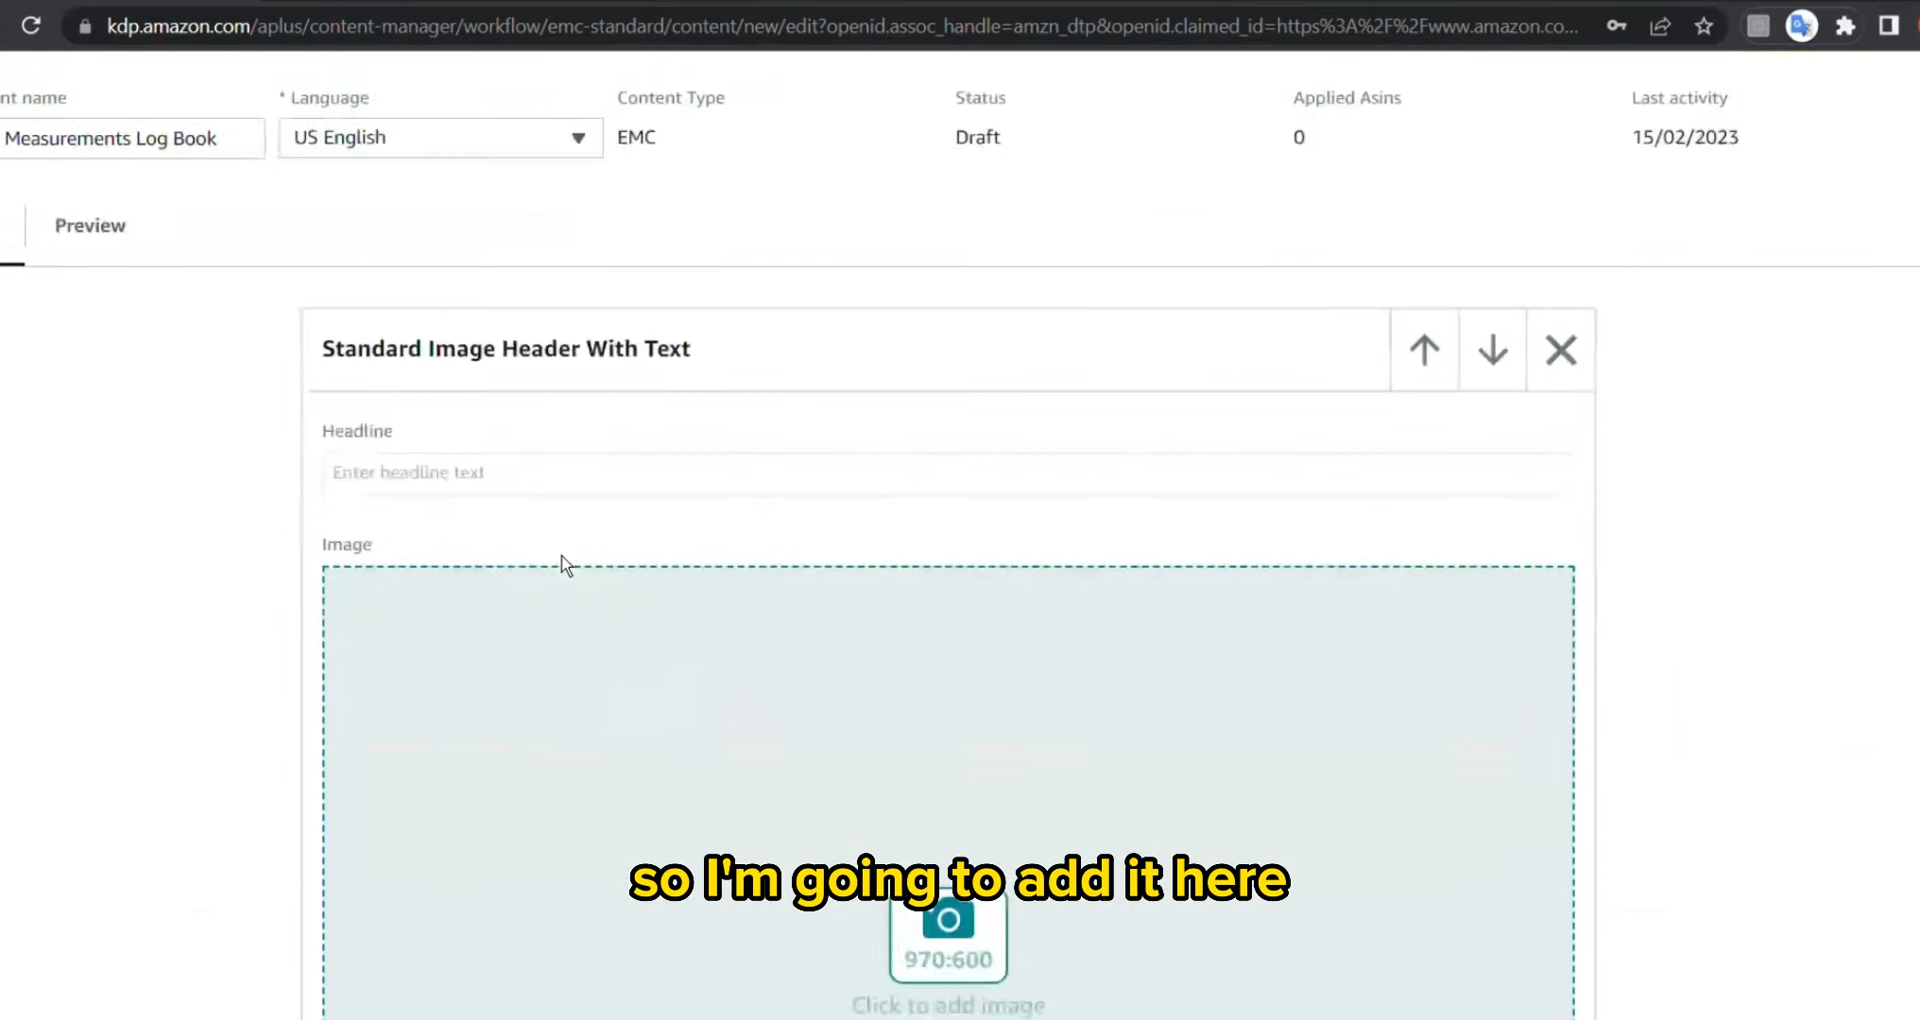 kdp.amazon.com/aplus/content-manager/workflow/emc-standard/content/new/edit?openid.assoc_handle=amzn_dtp&openid.claimed_id=https%3A%2F%2Fwww.amazon.co...
nt name
* Language
Content Type
Status
Applied Asins
Last activity
Measurements Log Book
US English
EMC
Draft
0
15/02/2023
Preview
Standard Image Header With Text
Headline
Enter headline text
Image
so I'm going to add it here
970:600
Click to add image